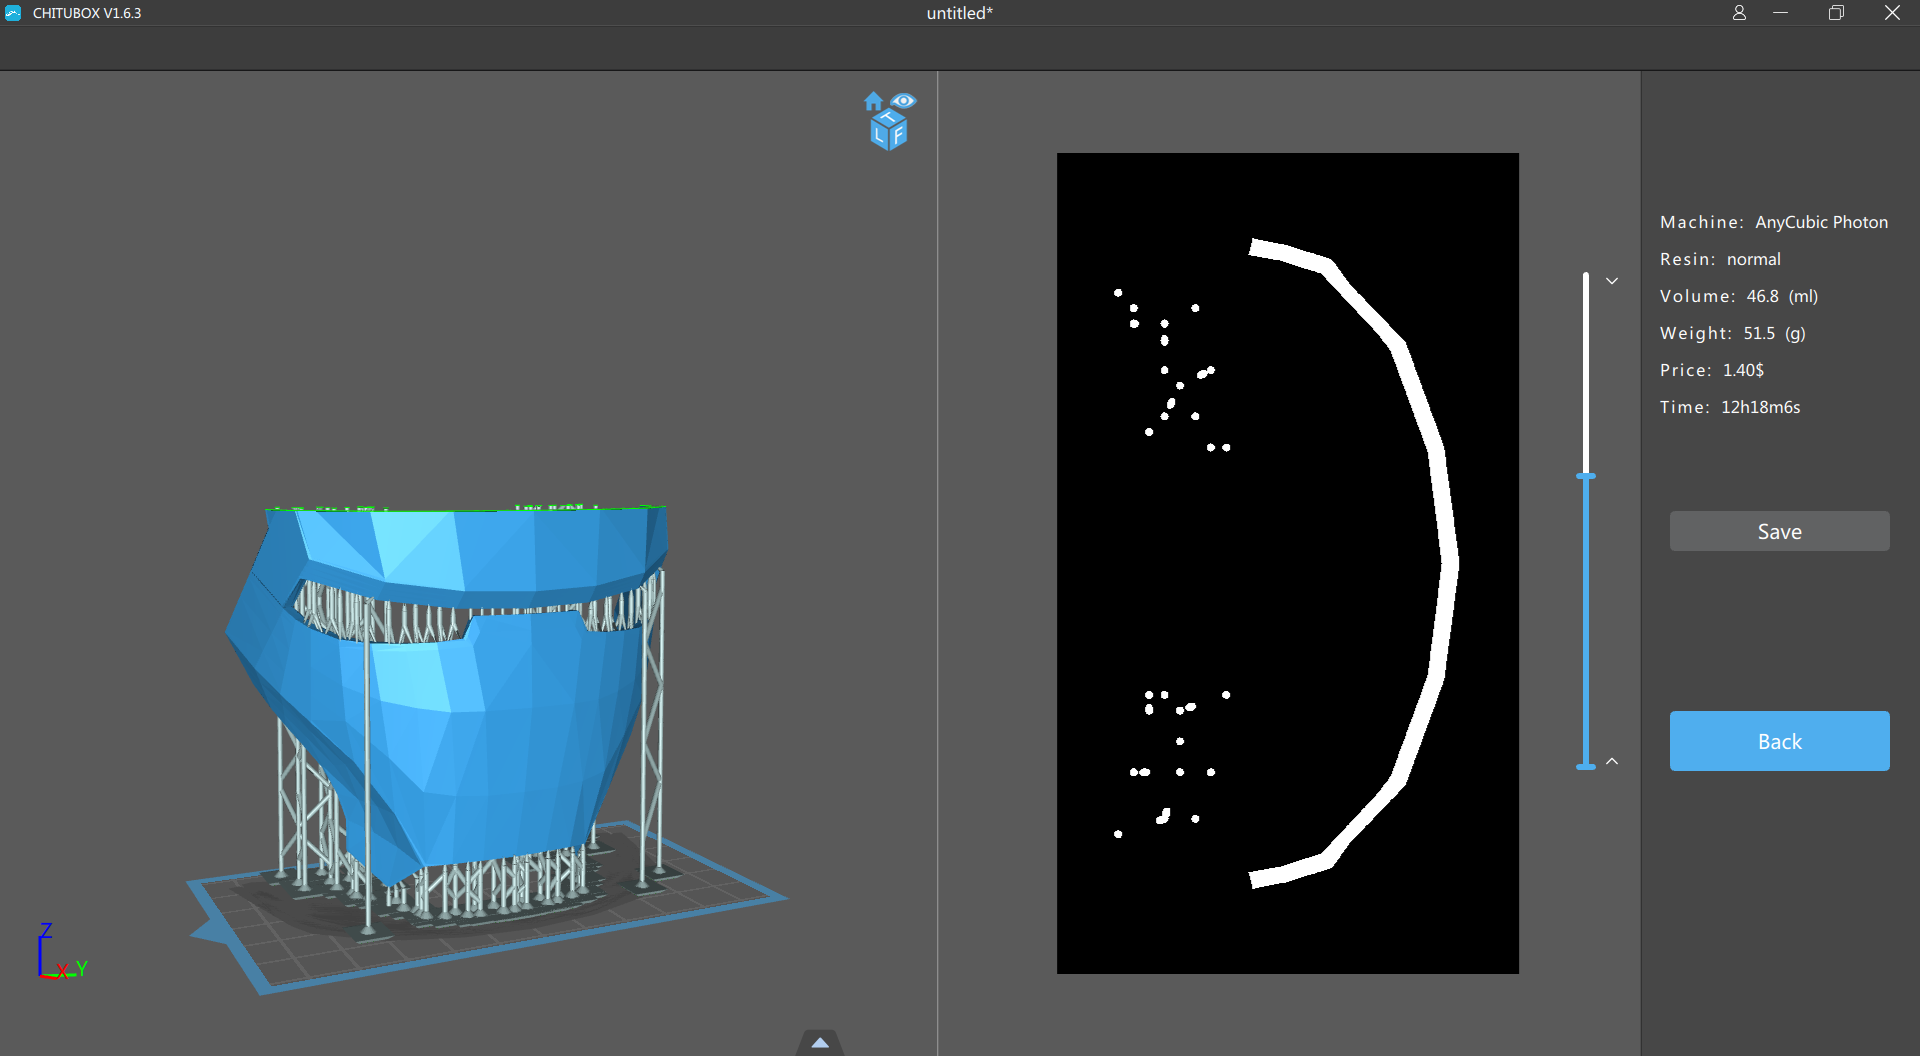 CHITUBOX V1.6.3
untitled*
T
L F
Machine: AnyCubic Photon
Resin: normal
Volume: 46.8 (ml)
Weight: 51.5 (g)
Price: 1.40$
Time: 12h18m6s
Save
Back
Z
X Y